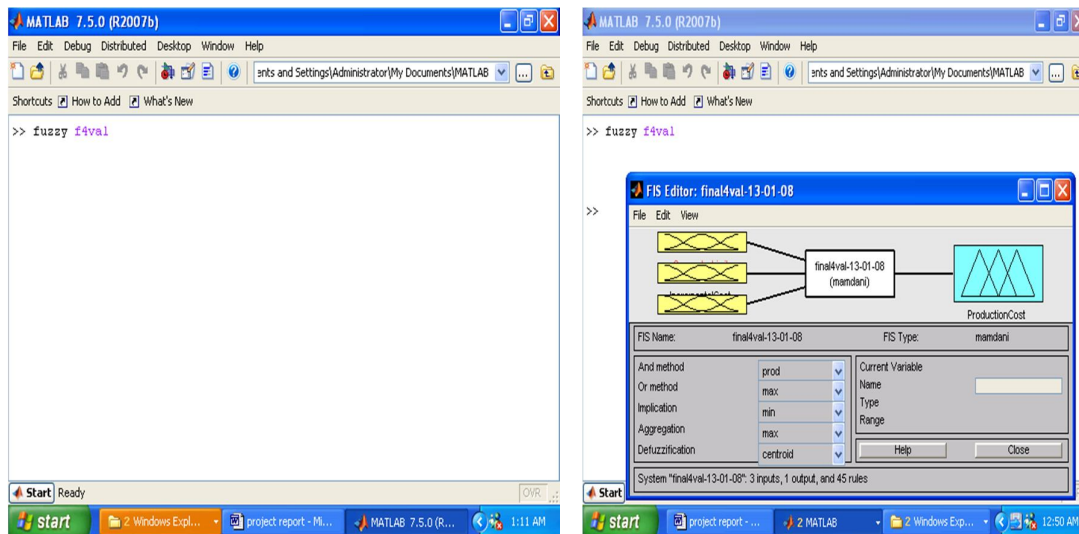 MATLAB 7.5.0 (R2007b)
File Edit Debug Distributed Desktop Window Help
ents and Settings\Administrator\My Documents\MATLAB
Shortcuts How to Add What's New
>> fuzzy f4val
Start Ready
OVR
start
2 Windows Expl...
project report - Mi...
MATLAB 7.5.0 (R...
1:11 AM
MATLAB 7.5.0 (R2007b)
File Edit Debug Distributed Desktop Window Help
ents and Settings\Administrator\My Documents\MATLAB
Shortcuts How to Add What's New
>> fuzzy f4val
>>
FIS Editor: final4val-13-01-08
File Edit View
final4val-13-01-08
(mamdani)
ProductionCost
FIS Name: final4val-13-01-08 FIS Type: mamdani
And method prod
Or method max
Implication min
Aggregation max
Defuzzification centroid
Current Variable
Name
Type
Range
Help Close
System "final4val-13-01-08": 3 inputs, 1 output, and 45 rules
Start
start
project report - ...
2 MATLAB
2 Windows Exp...
12:50 AM